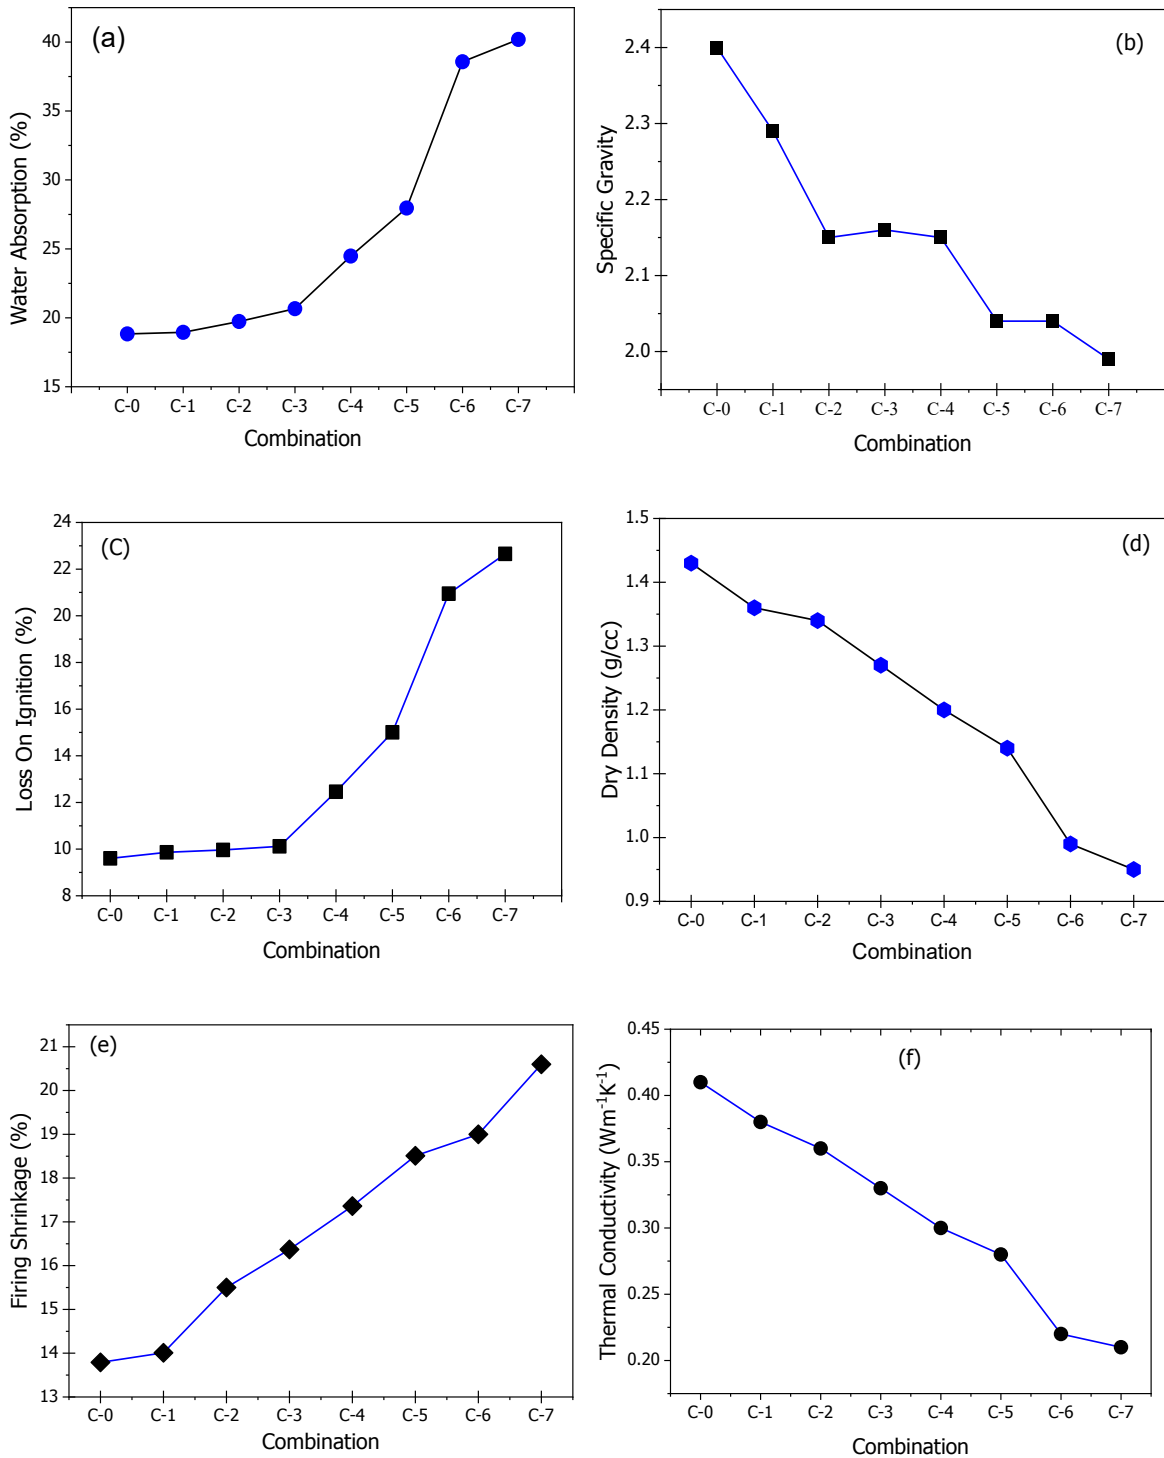 (a)
40
35
30
25
20
15
Water Absorption (%)
C-0 C-1 C-2 C-3 C-4 C-5 C-6 C-7
Combination
(b)
2.4
2.3
2.2
2.1
2.0
Specific Gravity
C-0 C-1 C-2 C-3 C-4 C-5 C-6 C-7
Combination
(C)
24
22
20
18
16
14
12
10
8
Loss On Ignition (%)
C-0 C-1 C-2 C-3 C-4 C-5 C-6 C-7
Combination
(d)
1.5
1.4
1.3
1.2
1.1
1.0
0.9
Dry Density (g/cc)
C-0 C-1 C-2 C-3 C-4 C-5 C-6 C-7
Combination
(e)
21
20
19
18
17
16
15
14
13
Firing Shrinkage (%)
C-0 C-1 C-2 C-3 C-4 C-5 C-6 C-7
Combination
(f)
0.45
0.40
0.35
0.30
0.25
0.20
Thermal Conductivity (Wm⁻¹K⁻¹)
C-0 C-1 C-2 C-3 C-4 C-5 C-6 C-7
Combination